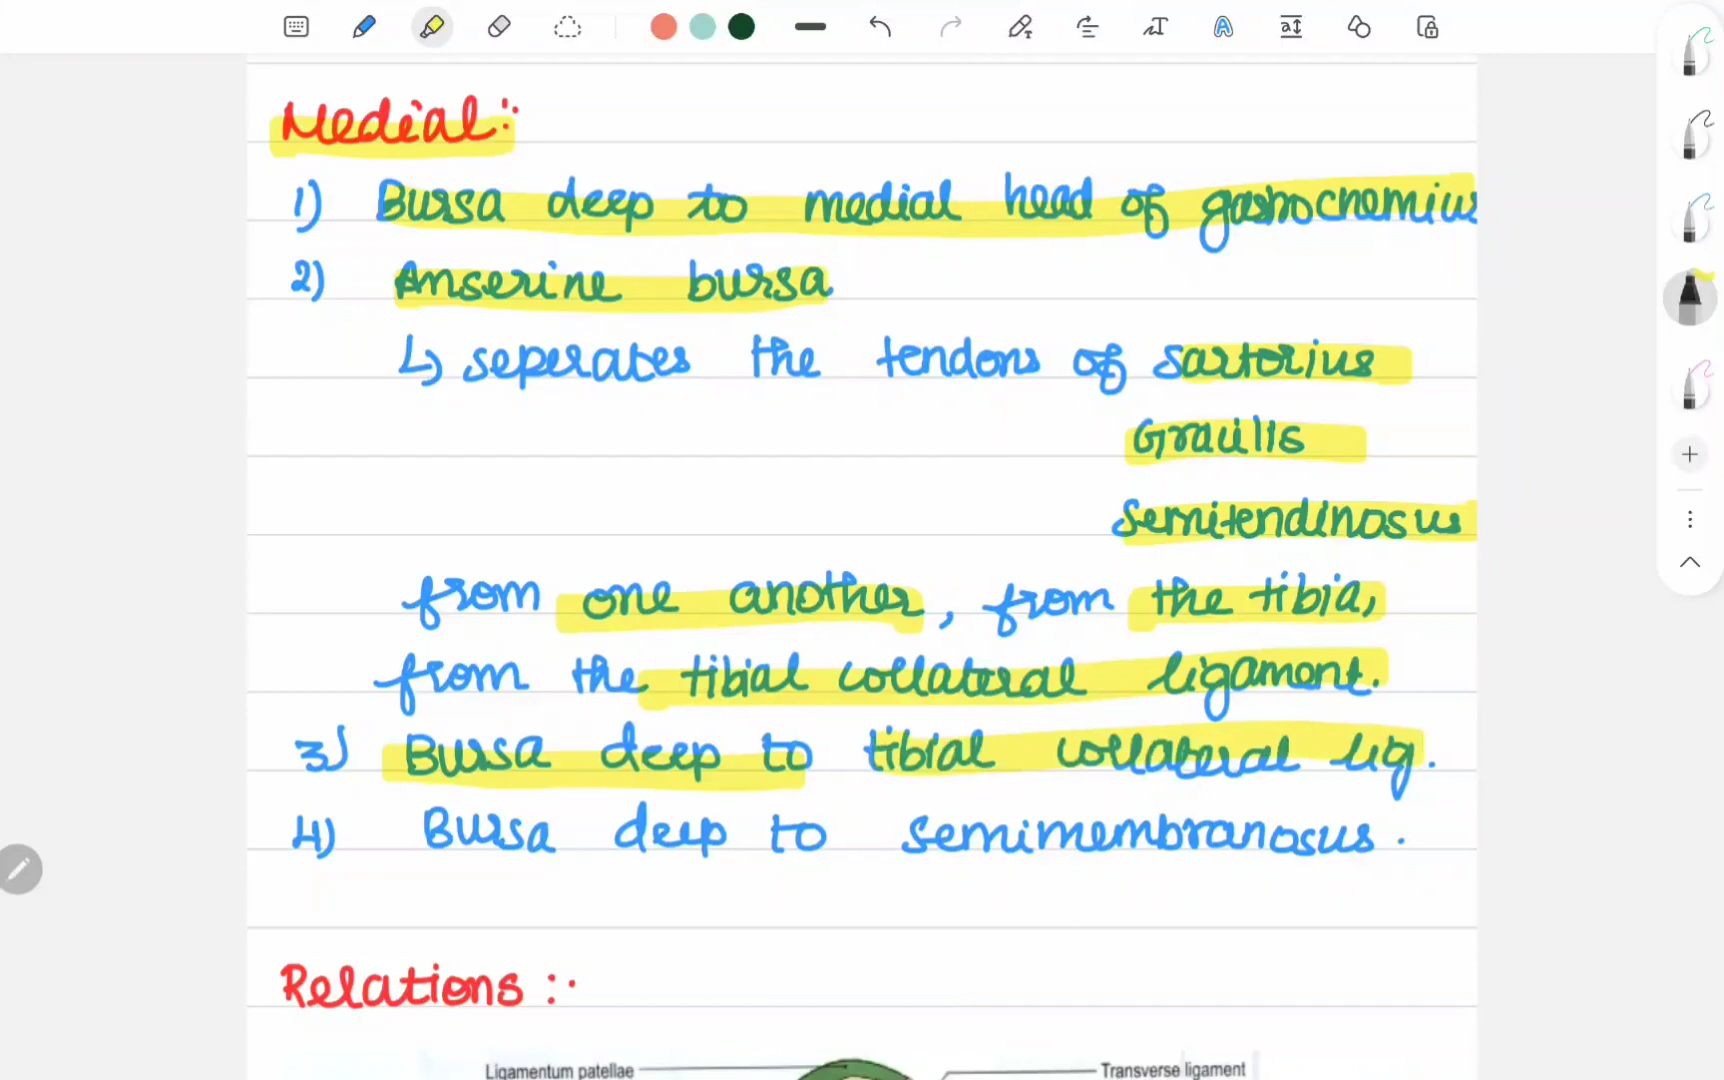 Medial:
1) Bursa deep to medial head of gastrocnemius
2) Anserine bursa
↳ seperates the tendons of sartorius
Gracilis
Semitendinosus
from one another, from the tibia,
from the tibial collateral ligament.
3) Bursa deep to tibial collateral lig.
4) Bursa deep to semimembranosus.
Relations :-
Ligamentum patellae
Transverse ligament